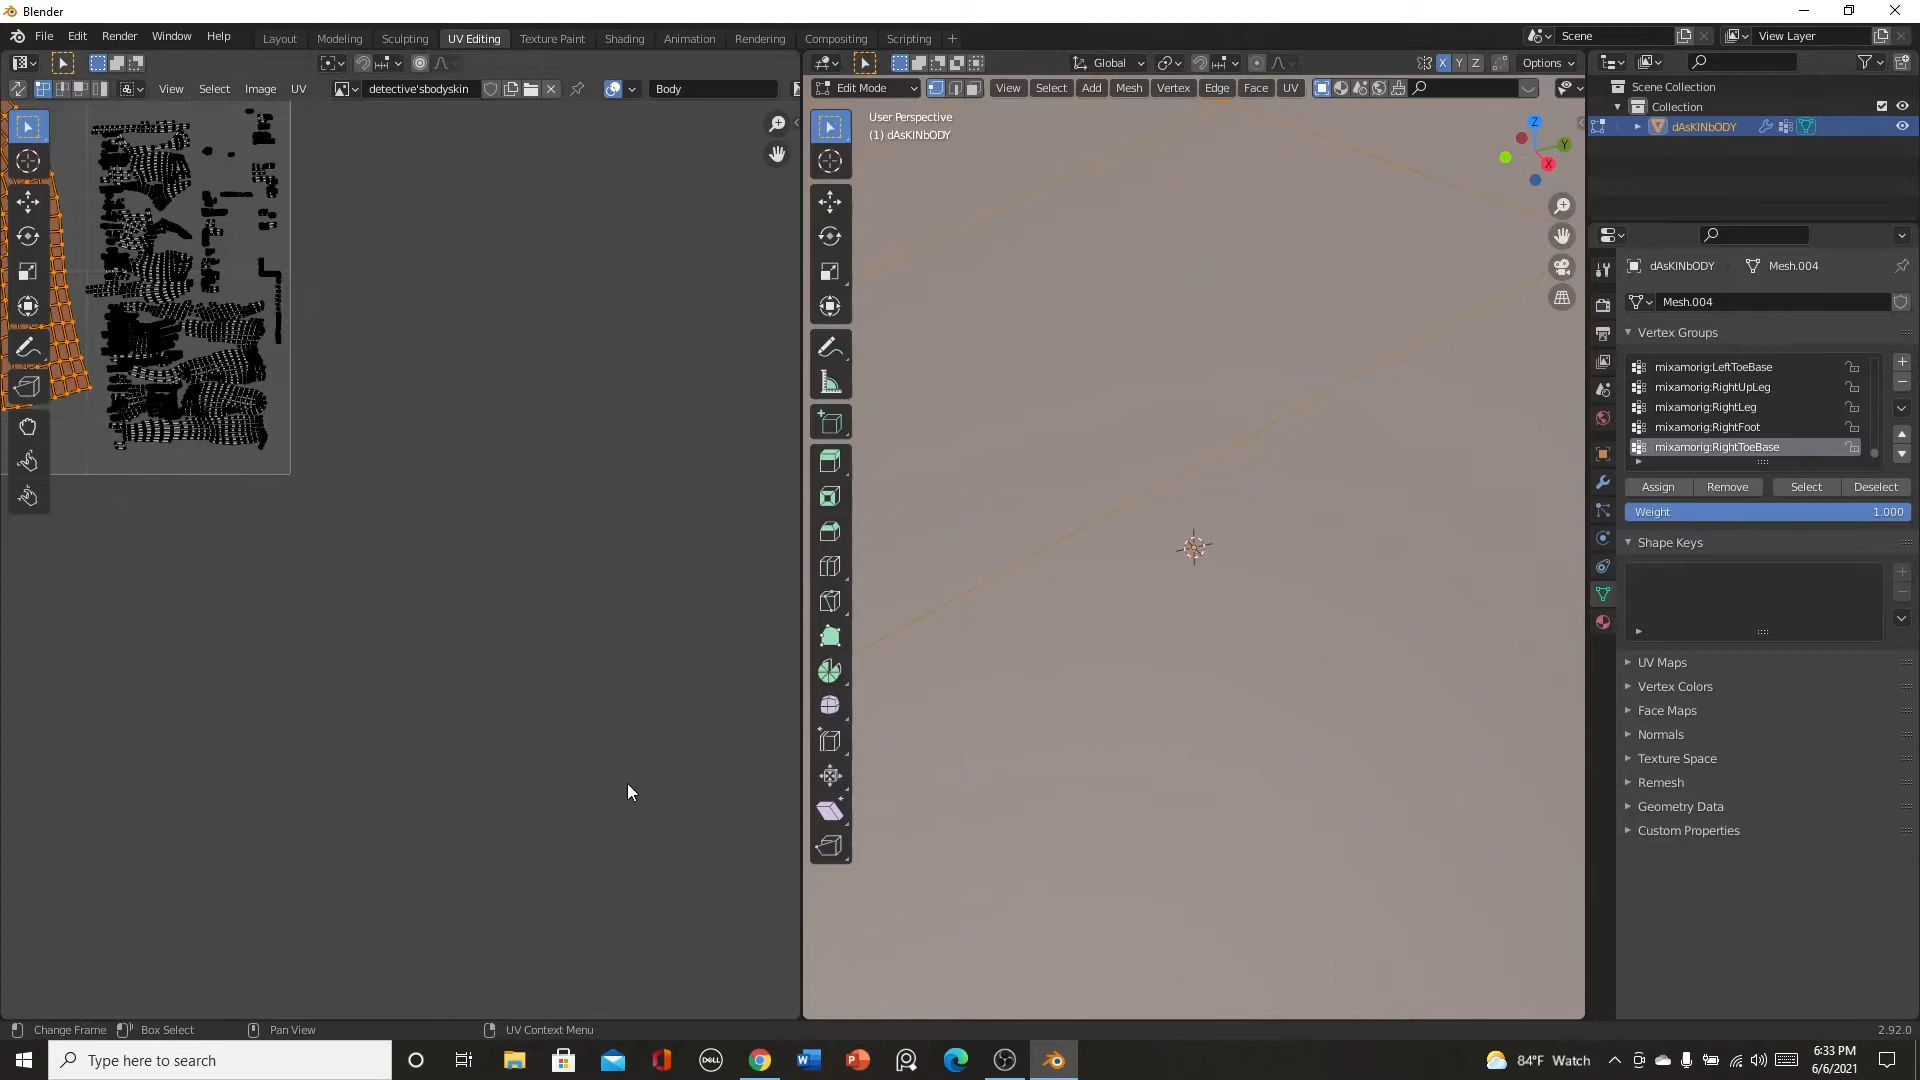 Blender
File Edit Render Window Help
Layout Modeling Sculpting UV Editing Texture Paint Shading Animation Rendering Compositing Scripting
Scene
View Layer
Global
X Y Z
Options
View Select Image UV
detective'sbodyskin
Body
Edit Mode
View Select Add Mesh Vertex Edge Face UV
User Perspective
(1) dAsKINbODY
Z
Y
X
Scene Collection
Collection
dAsKINbODY
dAsKINbODY
Mesh.004
Mesh.004
Vertex Groups
mixamorig:LeftToeBase
mixamorig:RightUpLeg
mixamorig:RightLeg
mixamorig:RightFoot
mixamorig:RightToeBase
Assign Remove Select Deselect
Weight 1.000
Shape Keys
UV Maps
Vertex Colors
Face Maps
Normals
Texture Space
Remesh
Geometry Data
Custom Properties
Change Frame Box Select Pan View UV Context Menu
2.92.0
Type here to search
DELL
84°F Watch
6:33 PM
6/6/2021